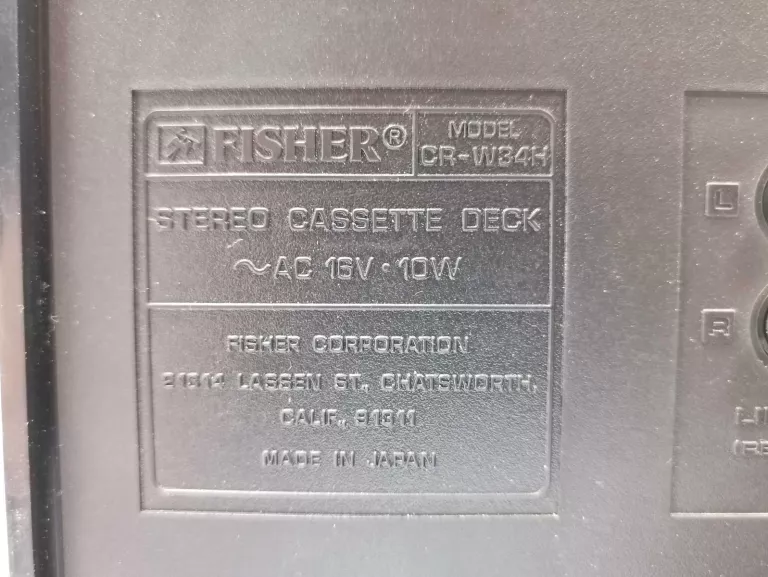 FISHER®
MODEL
CR-W34H
STEREO CASSETTE DECK
~AC 16V • 10W
FISHER CORPORATION
21314 LASSEN ST., CHATSWORTH,
CALIF., 91311
MADE IN JAPAN
L
R